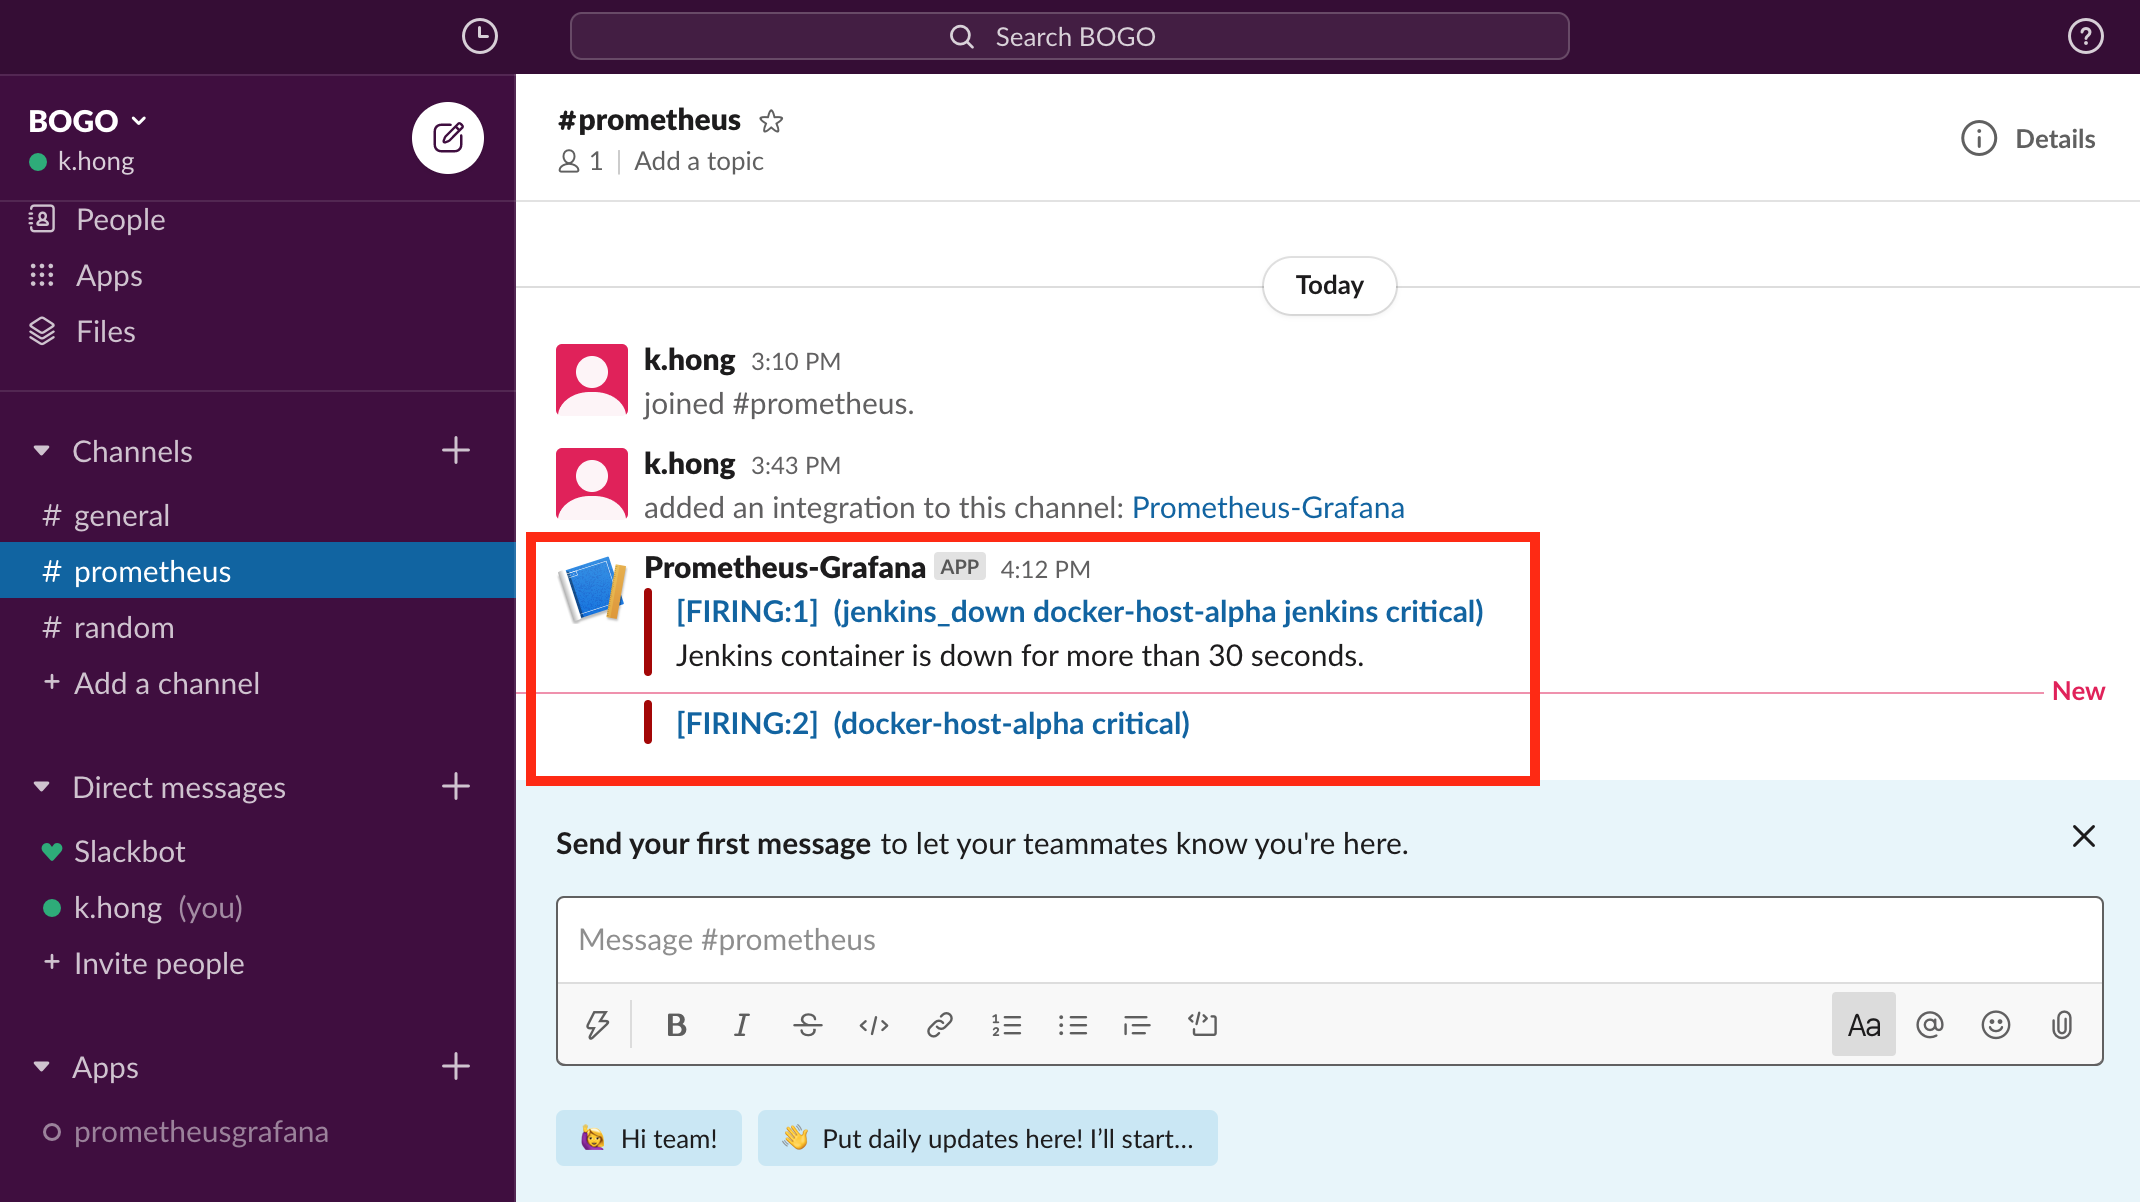 Search BOGO
BOGO
k.hong
People
Apps
Files
Channels
# general
# prometheus
# random
+ Add a channel
Direct messages
Slackbot
k.hong (you)
+ Invite people
Apps
prometheusgrafana
#prometheus
1 | Add a topic
Details
Today
k.hong 3:10 PM
joined #prometheus.
k.hong 3:43 PM
added an integration to this channel: Prometheus-Grafana
Prometheus-Grafana APP 4:12 PM
[FIRING:1] (jenkins_down docker-host-alpha jenkins critical)
Jenkins container is down for more than 30 seconds.
New
[FIRING:2] (docker-host-alpha critical)
Send your first message to let your teammates know you're here.
Message #prometheus
Aa
Hi team!
Put daily updates here! I’ll start...